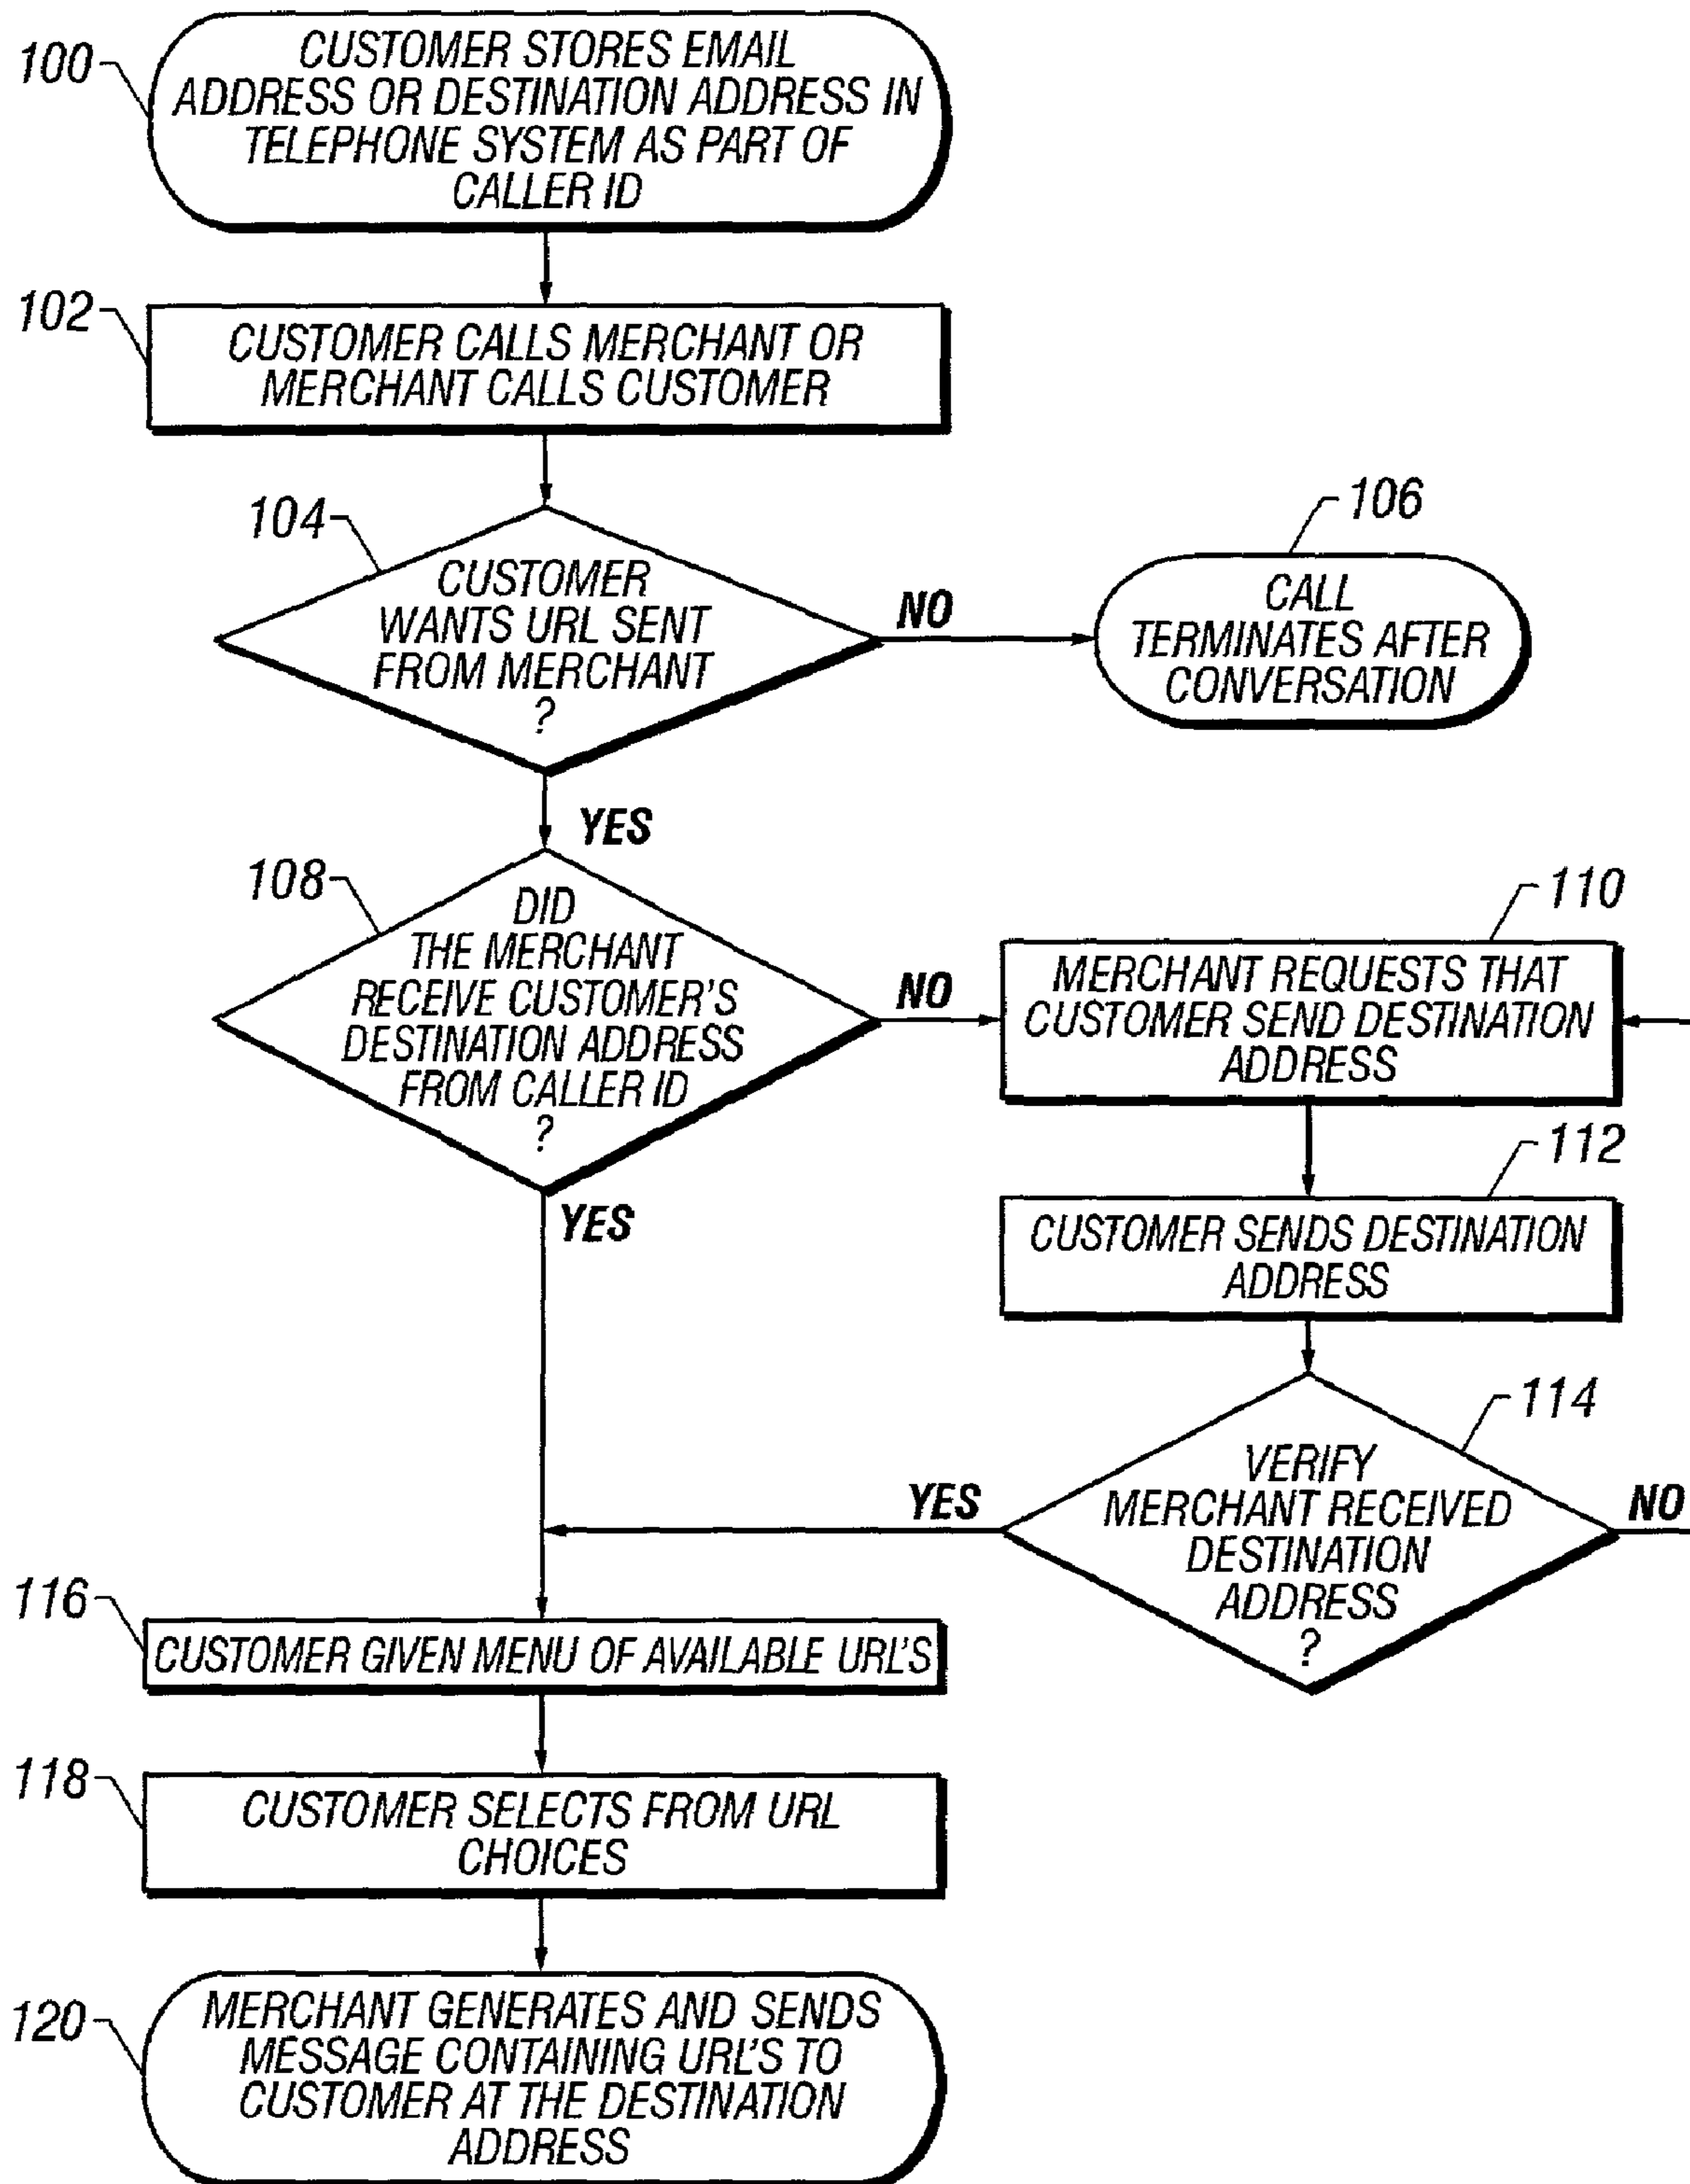 100
CUSTOMER STORES EMAIL
ADDRESS OR DESTINATION ADDRESS IN
TELEPHONE SYSTEM AS PART OF
CALLER ID
102
CUSTOMER CALLS MERCHANT OR
MERCHANT CALLS CUSTOMER
104
CUSTOMER
WANTS URL SENT
FROM MERCHANT
?
NO
106
CALL
TERMINATES AFTER
CONVERSATION
YES
108
DID
THE MERCHANT
RECEIVE CUSTOMER'S
DESTINATION ADDRESS
FROM CALLER ID
?
NO
110
MERCHANT REQUESTS THAT
CUSTOMER SEND DESTINATION
ADDRESS
112
CUSTOMER SENDS DESTINATION
ADDRESS
YES
114
VERIFY
MERCHANT RECEIVED
DESTINATION
ADDRESS
?
YES
NO
116
CUSTOMER GIVEN MENU OF AVAILABLE URL'S
118
CUSTOMER SELECTS FROM URL
CHOICES
120
MERCHANT GENERATES AND SENDS
MESSAGE CONTAINING URL'S TO
CUSTOMER AT THE DESTINATION
ADDRESS